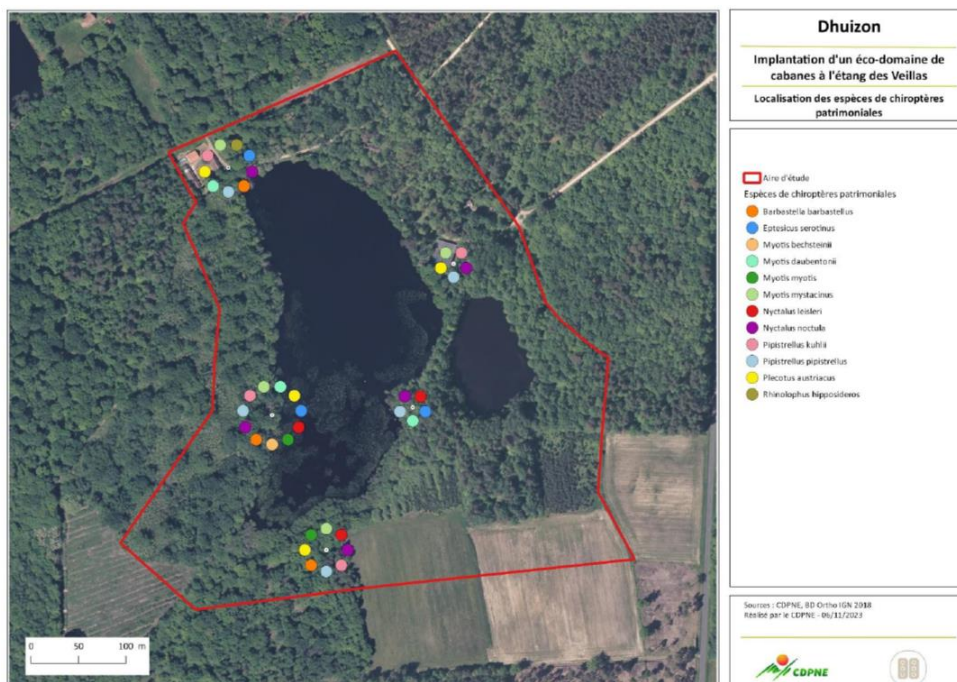 Dhuizon
Implantation d'un éco-domaine de
cabanes à l'étang des Veillas
Localisation des espèces de chiroptères
patrimoniales
Aire d'étude
Espèces de chiroptères patrimoniales
Barbastella barbastellus
Eptesicus serotinus
Myotis bechsteinii
Myotis daubentonii
Myotis myotis
Myotis mystacinus
Nyctalus leisleri
Nyctalus noctula
Pipistrellus kuhlii
Pipistrellus pipistrellus
Plecotus austriacus
Rhinolophus hipposideros
Sources : CDPNE, BD Ortho IGN 2018
Réalisé par le CDPNE - 06/11/2023
0 50 100 m
CDPNE